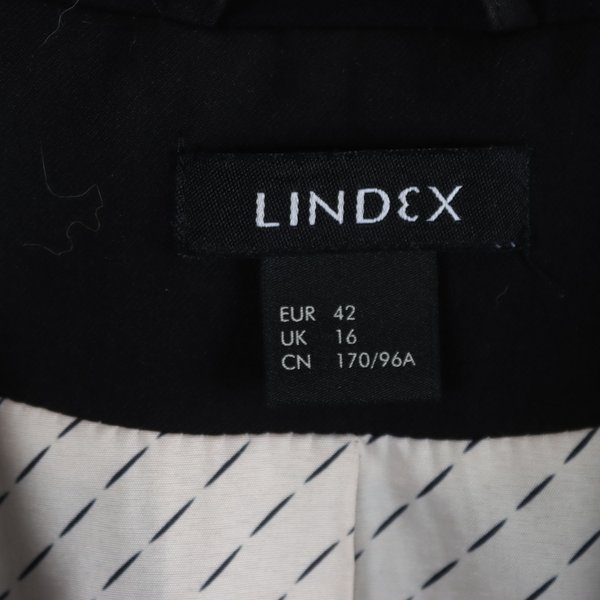 LINDEX
EUR 42
UK 16
CN 170/96A